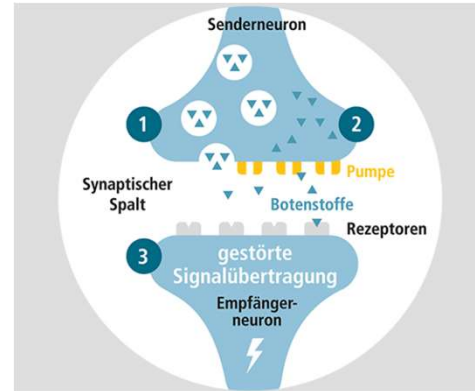 Senderneuron
1
2
Pumpe
Synaptischer
Spalt
Botenstoffe
Rezeptoren
3
gestörte
Signalübertragung
Empfänger-
neuron